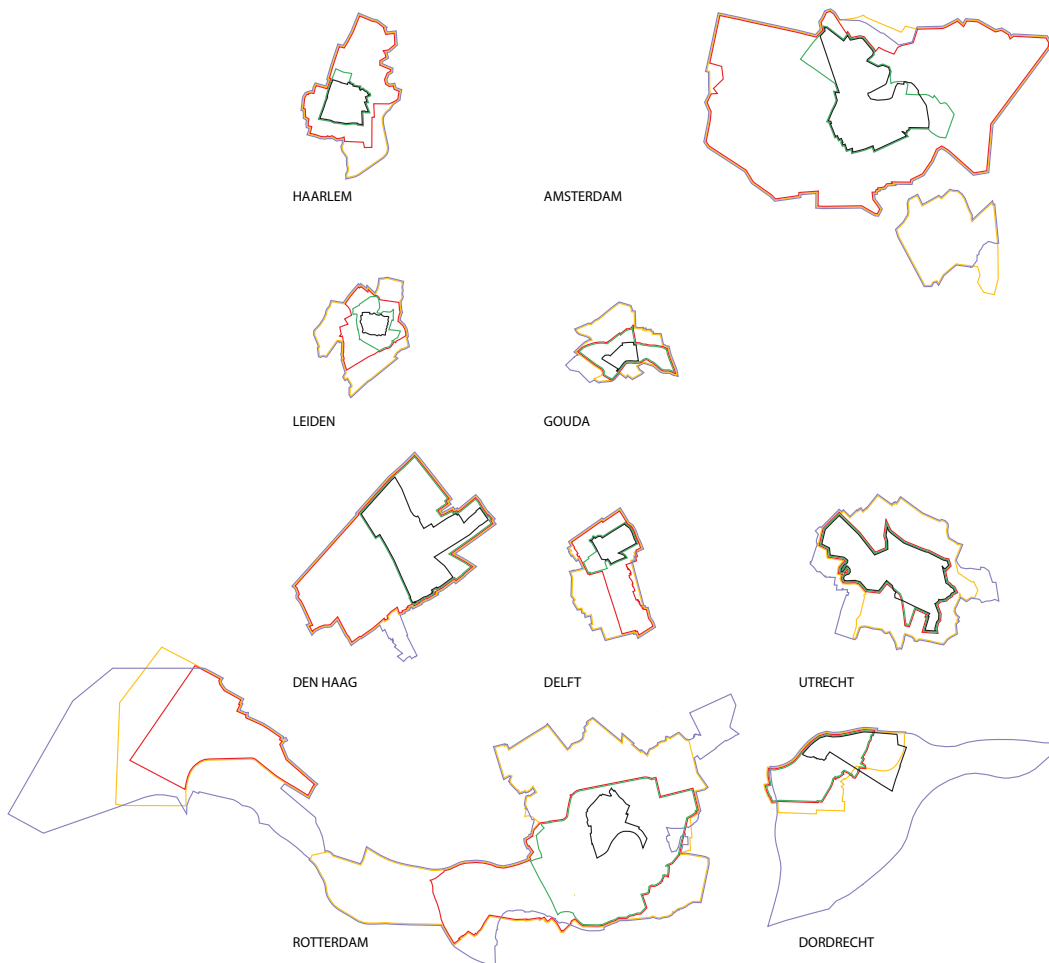 HAARLEM
AMSTERDAM
LEIDEN
GOUDA
DEN HAAG
DELFT
UTRECHT
ROTTERDAM
DORDRECHT